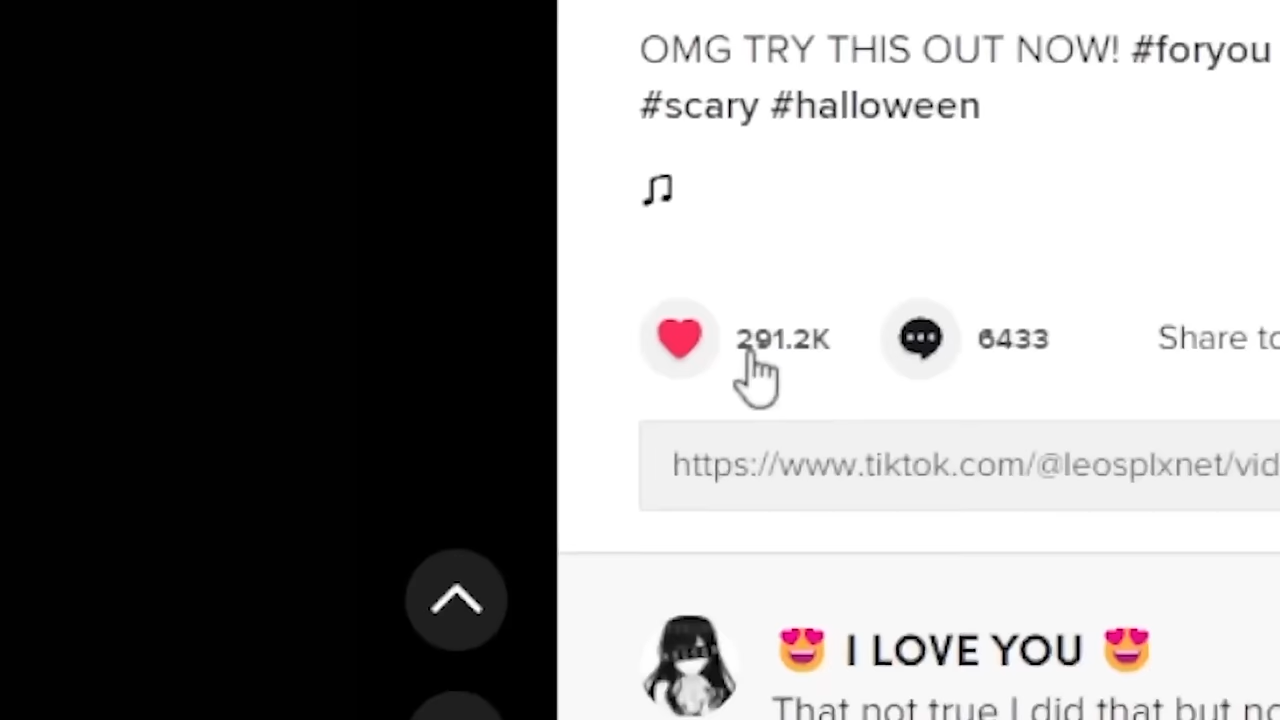 OMG TRY THIS OUT NOW! #foryou
#scary #halloween
291.2K
6433
Share to
https://www.tiktok.com/@leosplxnet/vid
😍 I LOVE YOU 😍
That not true I did that but no